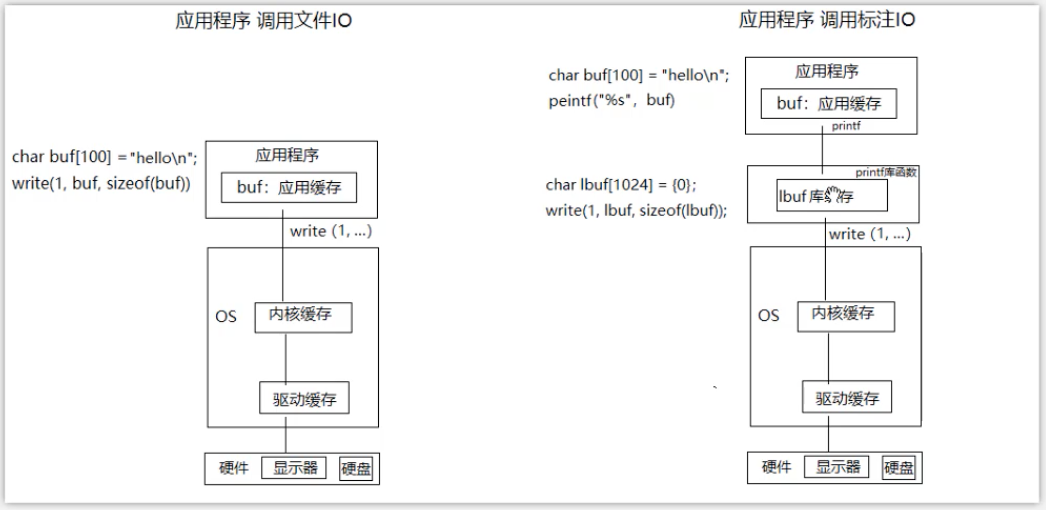 应用程序 调用文件IO
char buf[100] ="hello\n";
write(1, buf, sizeof(buf))
应用程序
buf：应用缓存
write (1, ...)
OS
内核缓存
驱动缓存
硬件
显示器
硬盘
应用程序 调用标注IO
char buf[100] = "hello\n";
peintf("%s"，buf)
应用程序
buf：应用缓存
printf
printf库函数
char lbuf[1024] = {0};
write(1, lbuf, sizeof(lbuf));
lbuf 库 存
write (1, ...)
OS
内核缓存
驱动缓存
硬件
显示器
硬盘